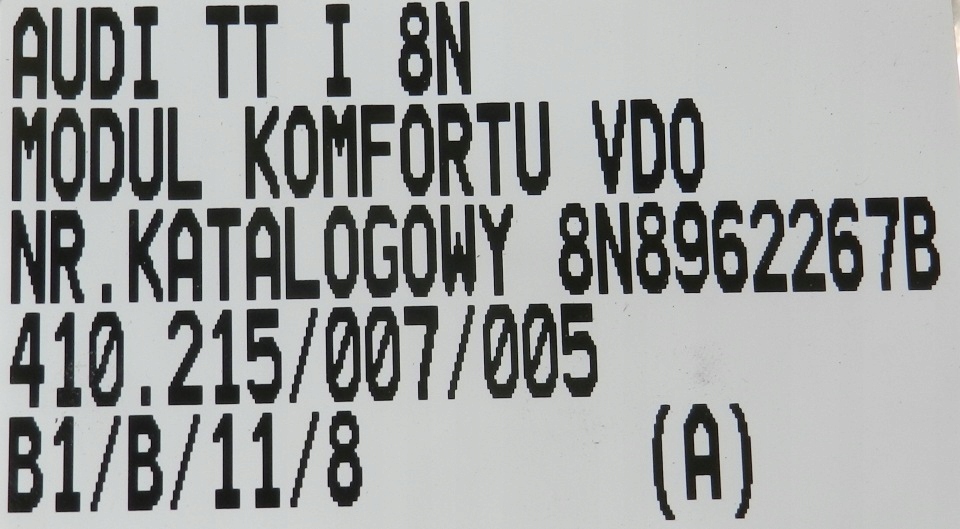 AUDI TT I 8N
MODUL KOMFORTU VDO
NR.KATALOGOWY 8N8962267B
410.215/007/005
B1/B/11/8 (A)